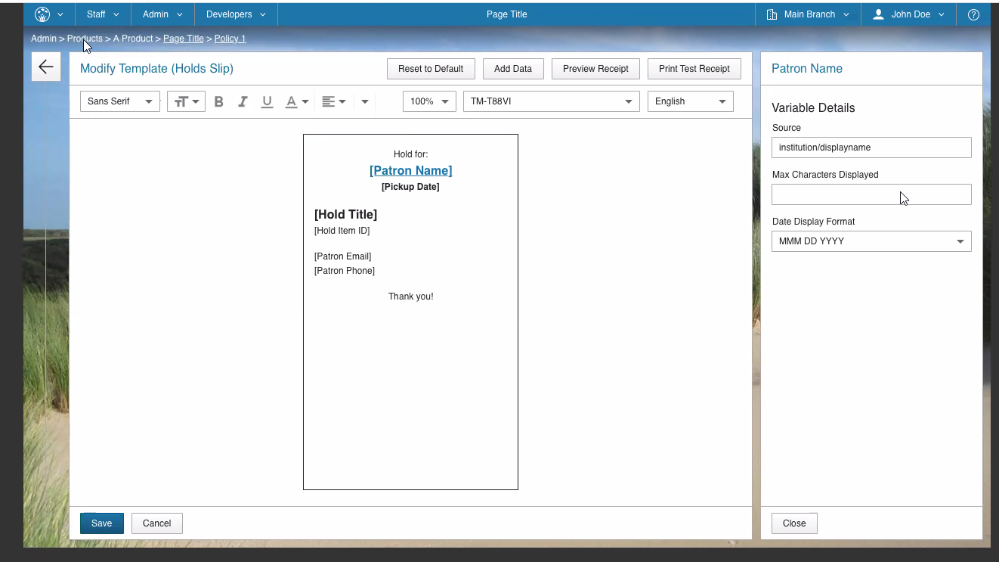 Staff Admin Developers Page Title Main Branch John Doe
Admin > Products > A Product > Page Title > Policy 1
Modify Template (Holds Slip) Reset to Default Add Data Preview Receipt Print Test Receipt
Sans Serif TT B I U A 100% TM-T88VI English
Hold for:
[Patron Name]
[Pickup Date]
[Hold Title]
[Hold Item ID]
[Patron Email]
[Patron Phone]
Thank you!
Save Cancel
Patron Name
Variable Details
Source
institution/displayname
Max Characters Displayed
Date Display Format
MMM DD YYYY
Close